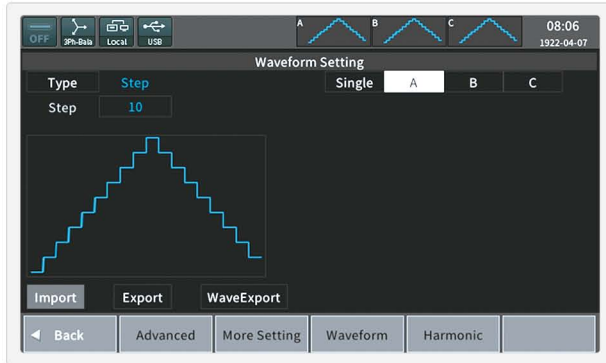 OFF 3Ph-Bala Local USB A B C 08:06
1922-04-07
Waveform Setting
Type Step Single A B C
Step 10
Import Export WaveExport
Back Advanced More Setting Waveform Harmonic